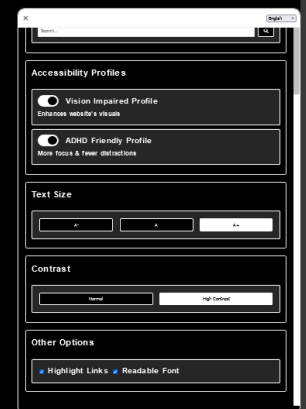 English
Search...
Accessibility Profiles
Vision Impaired Profile
Enhances website's visuals
ADHD Friendly Profile
More focus & fewer distractions
Text Size
A- A A+
Contrast
Normal High Contrast
Other Options
Highlight Links Readable Font